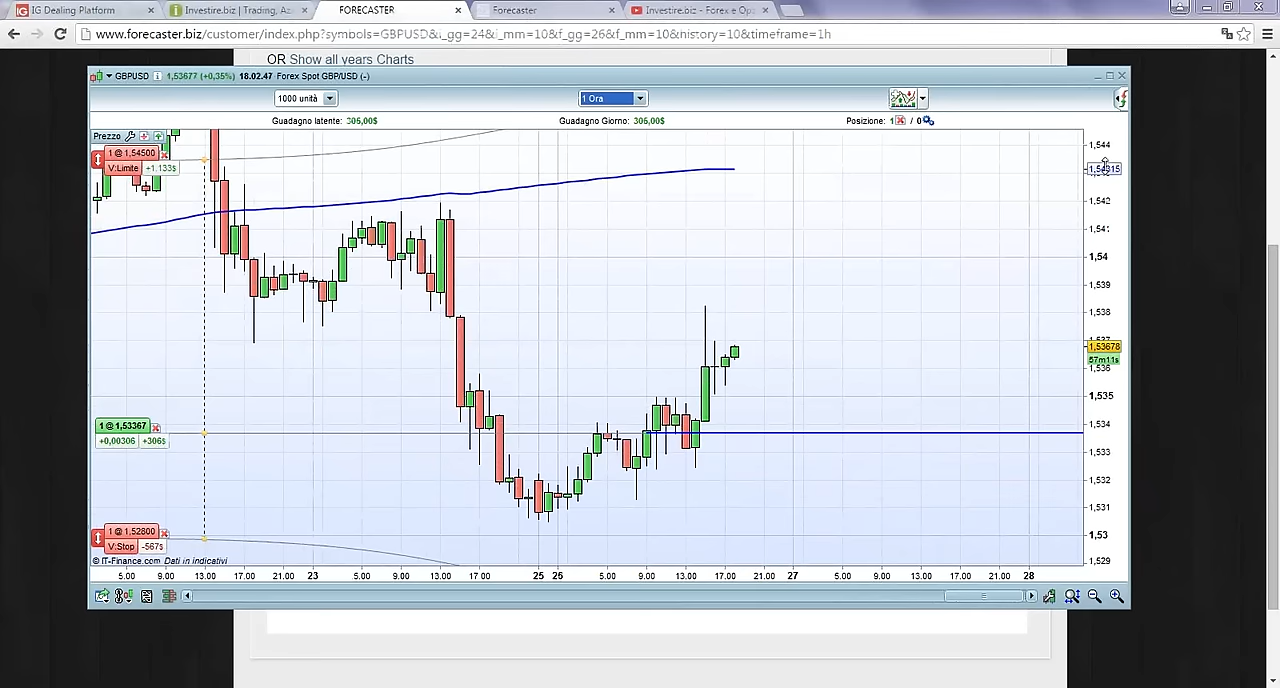 IG Dealing Platform
Investire.biz | Trading, Az
FORECASTER
Forecaster
Investire.biz - Forex e Op
www.forecaster.biz/customer/index.php?symbols=GBPUSD&i_gg=24&i_mm=10&f_gg=26&f_mm=10&history=10&timeframe=1h
OR Show all years Charts
GBPUSD 1,53677 (+0,35%) 18.02.47 Forex Spot GBP/USD (-)
1000 unità
1 Ora
Guadagno latente: 306,00$
Guadagno Giorno: 306,00$
Posizione: 1 / 0
Prezzo
1 @ 1,54500
V:Limite +1.133$
1,544
1,542
1,541
1,54
1,539
1,538
1,53678
57m11s
1,536
1,535
1,534
1 @ 1,53367
+0,00306 +306$
1,533
1,532
1,531
1 @ 1,52800
V:Stop -567$
1,53
1,529
© IT-Finance.com Dati in indicativi
5.00 9.00 13.00 17.00 21.00 23 5.00 9.00 13.00 17 00 25 26 5.00 9.00 13.00 17.00 21.00 27 5.00 9.00 13.00 17.00 21.00 28